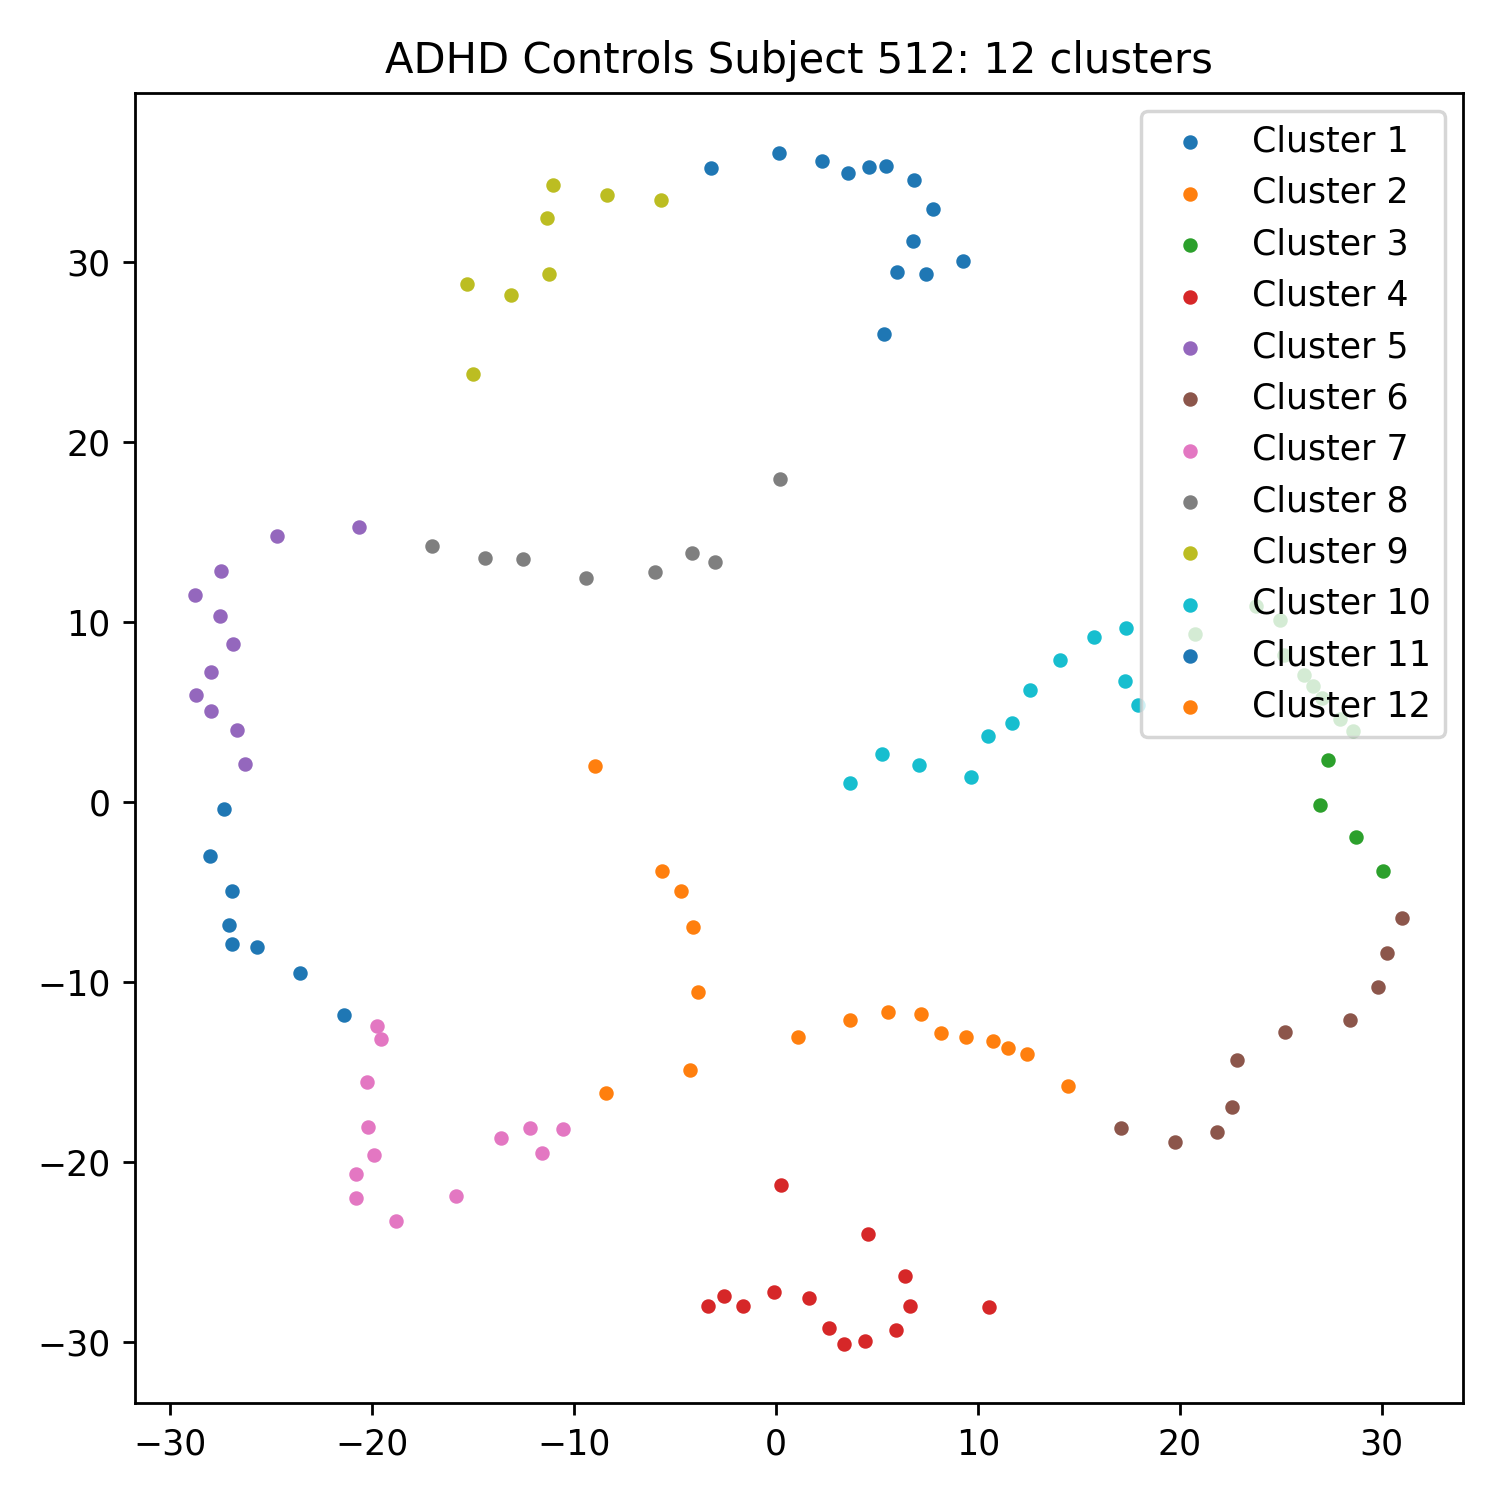 ADHD Controls Subject 512: 12 clusters
Cluster 1
Cluster 2
Cluster 3
Cluster 4
Cluster 5
Cluster 6
Cluster 7
Cluster 8
Cluster 9
Cluster 10
Cluster 11
Cluster 12
30
20
10
0
−10
−20
−30
−30 −20 −10 0 10 20 30